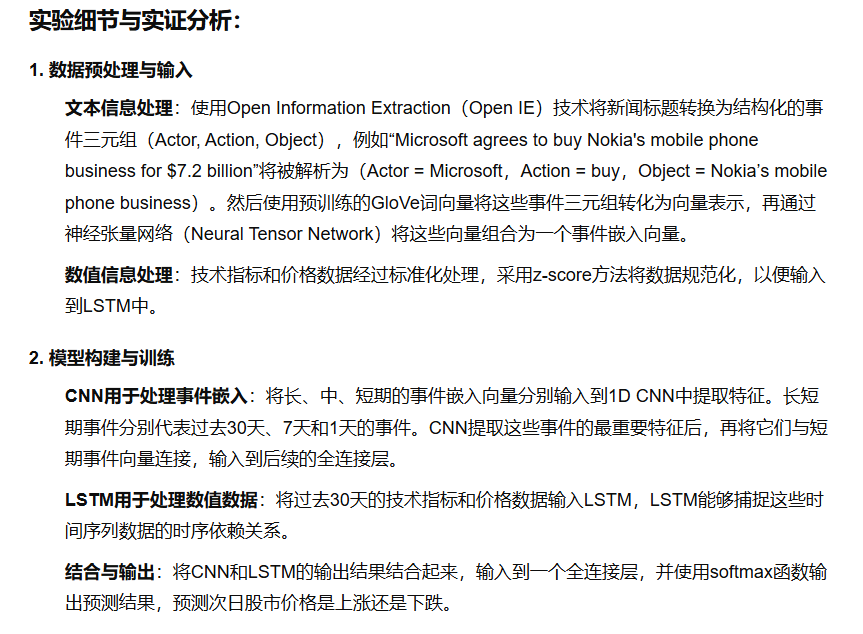 实验细节与实证分析：
1. 数据预处理与输入
文本信息处理：使用Open Information Extraction（Open IE）技术将新闻标题转换为结构化的事
件三元组（Actor, Action, Object），例如“Microsoft agrees to buy Nokia's mobile phone
business for $7.2 billion”将被解析为（Actor = Microsoft，Action = buy，Object = Nokia’s mobile
phone business）。然后使用预训练的GloVe词向量将这些事件三元组转化为向量表示，再通过
神经张量网络（Neural Tensor Network）将这些向量组合为一个事件嵌入向量。
数值信息处理：技术指标和价格数据经过标准化处理，采用z-score方法将数据规范化，以便输入
到LSTM中。
2. 模型构建与训练
CNN用于处理事件嵌入：将长、中、短期的事件嵌入向量分别输入到1D CNN中提取特征。长短
期事件分别代表过去30天、7天和1天的事件。CNN提取这些事件的最重要特征后，再将它们与短
期事件向量连接，输入到后续的全连接层。
LSTM用于处理数值数据：将过去30天的技术指标和价格数据输入LSTM，LSTM能够捕捉这些时
间序列数据的时序依赖关系。
结合与输出：将CNN和LSTM的输出结果结合起来，输入到一个全连接层，并使用softmax函数输
出预测结果，预测次日股市价格是上涨还是下跌。